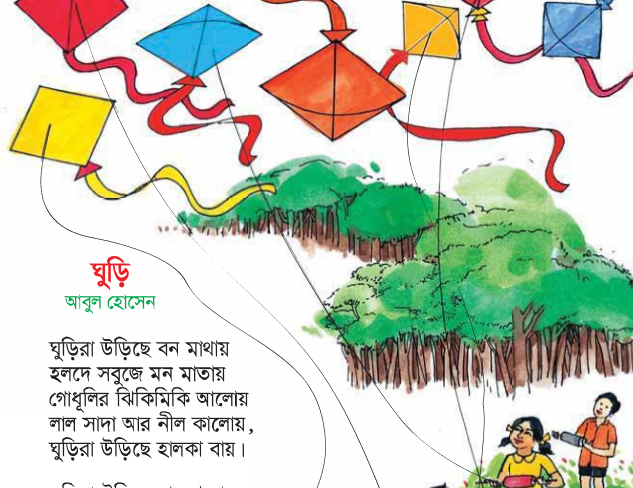 ঘুড়ি
আবুল হোসেন
ঘুড়িরা উড়িছে বন মাথায়
হলদে সবুজে মন মাতায়
গোধূলির ঝিকিমিকি আলোয়
লাল সাদা আর নীল কালোয়,
ঘুড়িরা উড়িছে হালকা বায়।